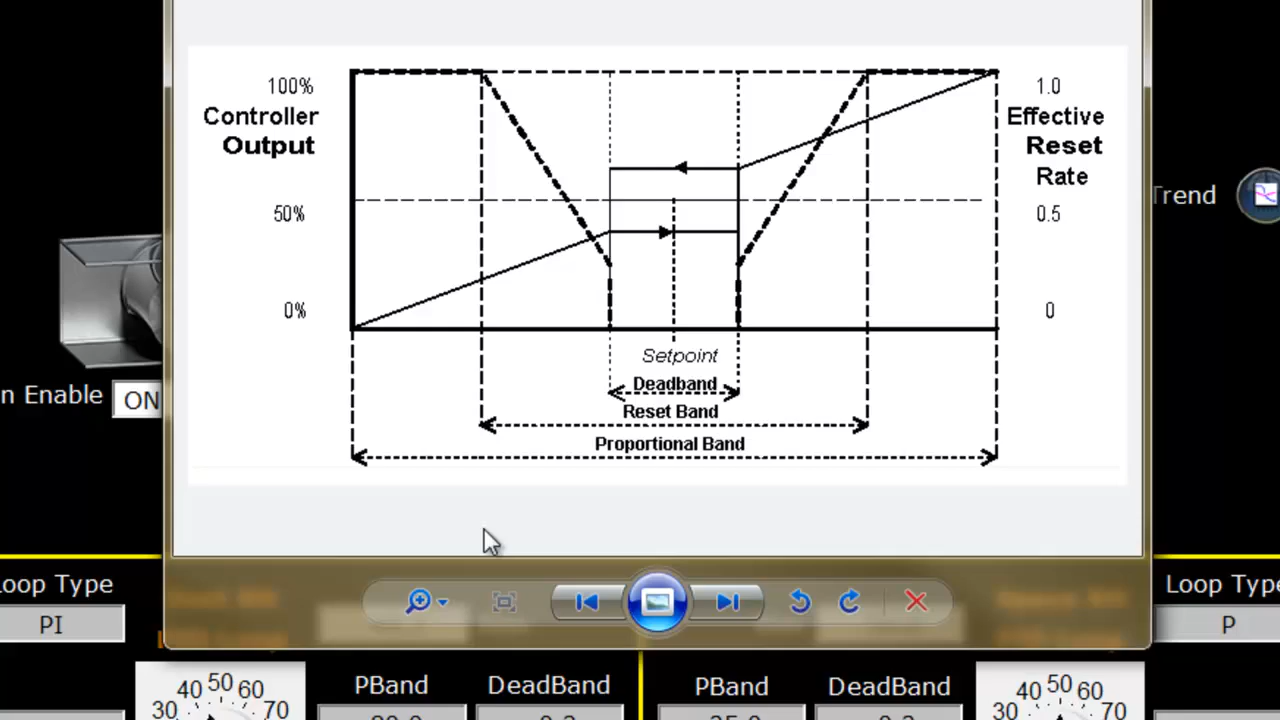 100%
Controller
Output
50%
0%
1.0
Effective
Reset
Rate
0.5
0
Setpoint
Deadband
Reset Band
Proportional Band
Trend
n Enable
ON
Loop Type
PI
Loop Type
P
40 50 60
30 70
PBand
DeadBand
PBand
DeadBand
40 50 60
30 70